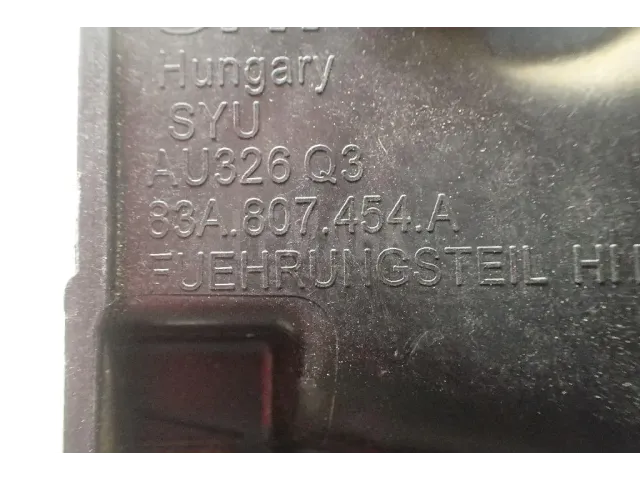 Hungary
SYU
AU326 Q3
83A.807.454.A
FUEHRUNGSTEIL